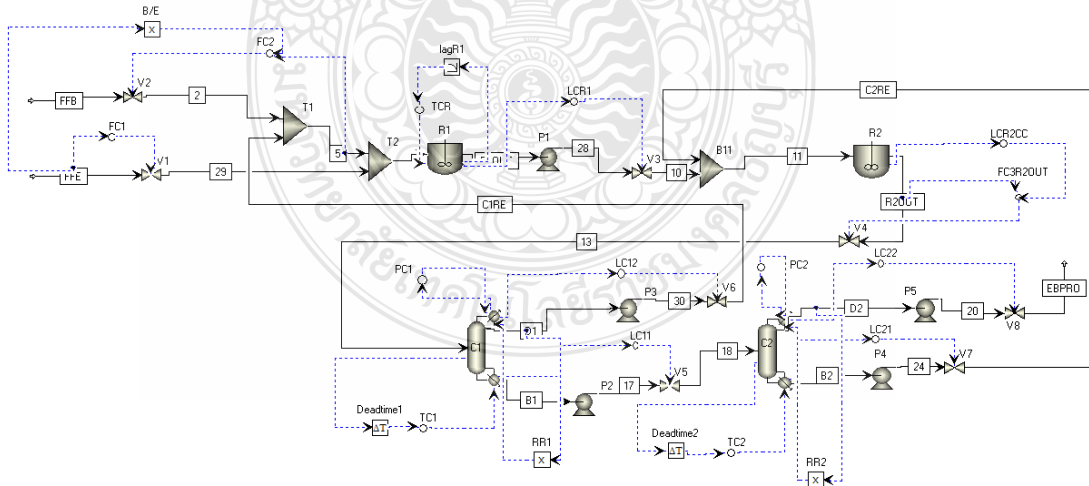 B/E
X
FC2
lagR1
V2
2
FFB
T1
TCR
LCR1
C2RE
R2
LCR2CC
FC1
T2
R1
P1
28
5
V1
29
V3
10
B11
11
FC3R2OUT
R2OUT
C1RE
V4
13
PC1
LC12
PC2
LC22
P3
30
V6
D2
P5
20
V8
EBPRO
C1
D1
LC11
18
C2
LC21
V5
V7
B1
P2
17
B2
P4
24
Deadtime1
TC1
ΔT
RR1
X
Deadtime2
TC2
ΔT
RR2
X